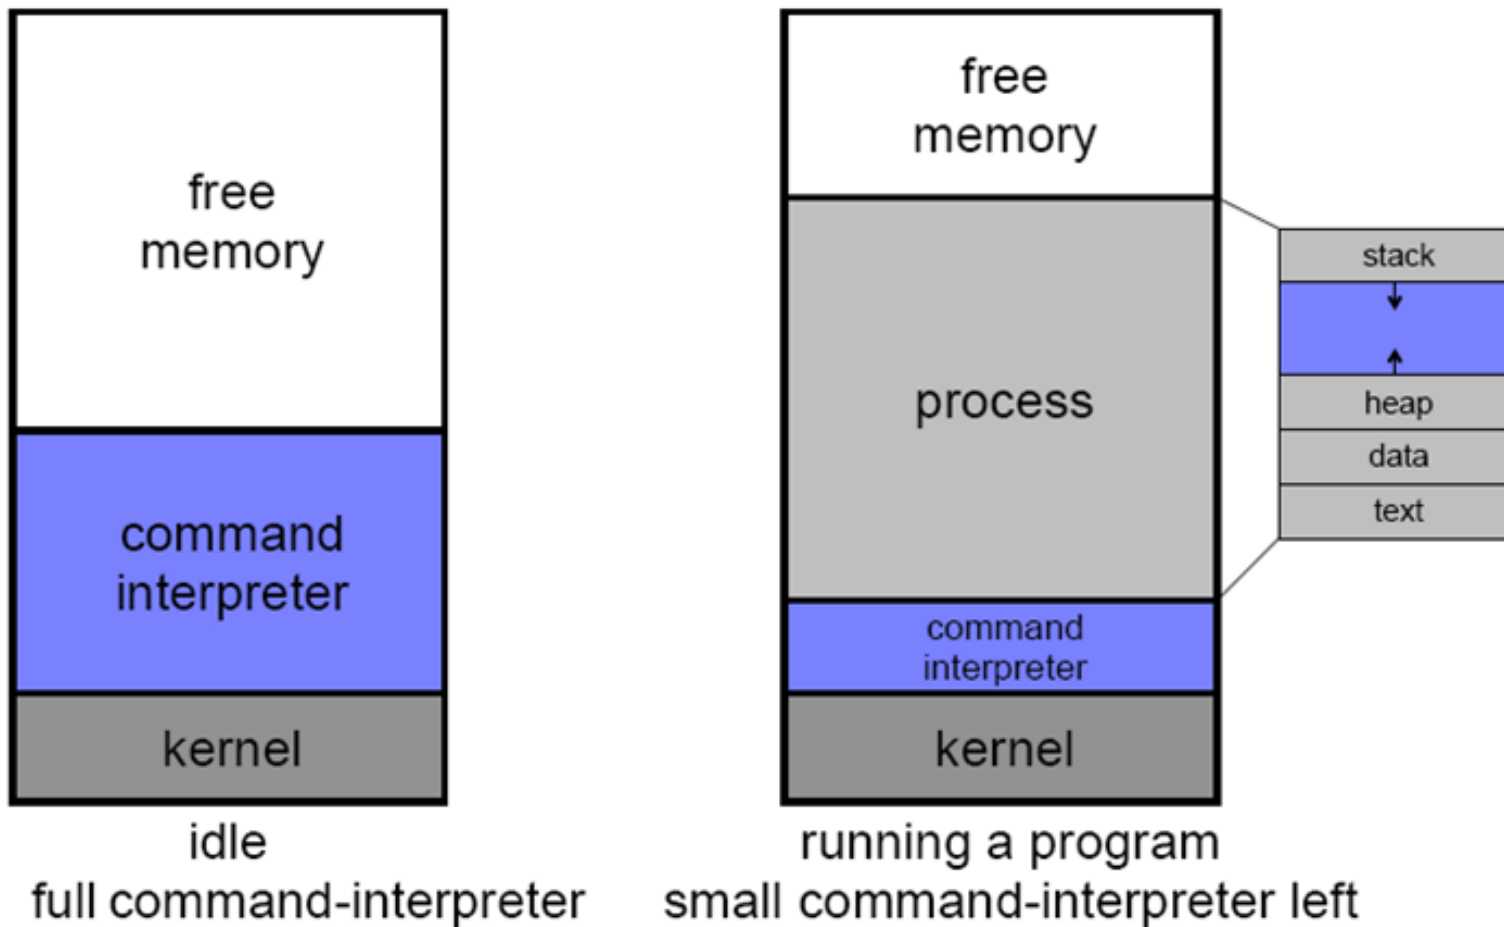 free
memory
command
interpreter
kernel
idle
full command-interpreter
free
memory
process
command
interpreter
kernel
running a program
small command-interpreter left
stack
heap
data
text